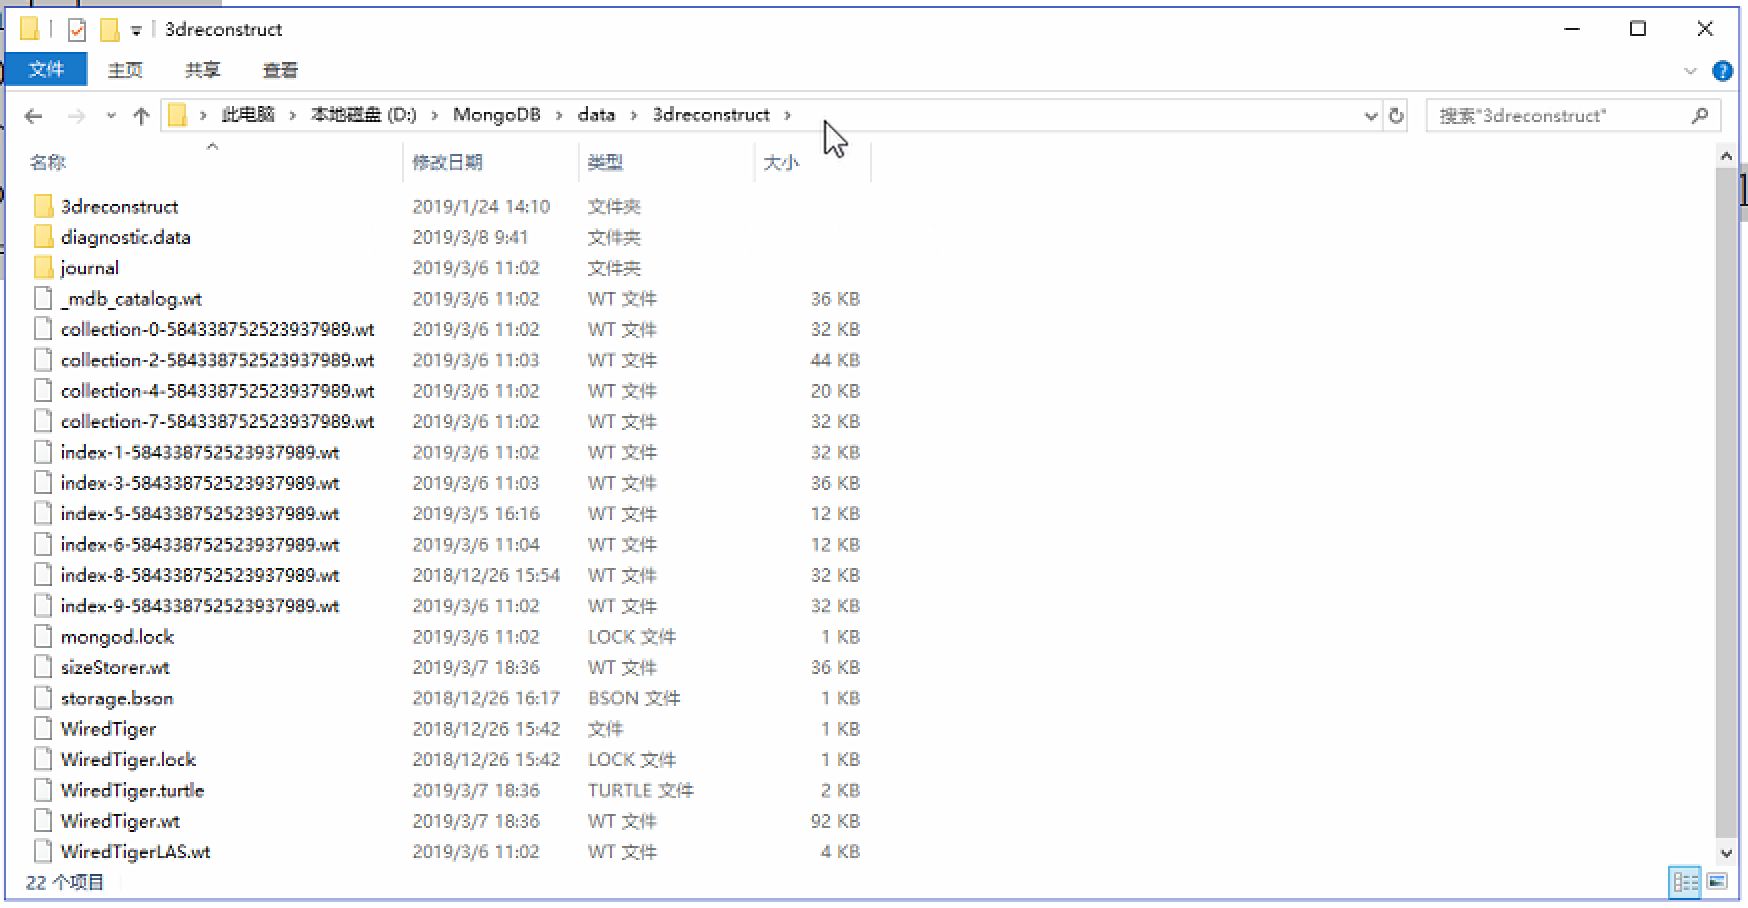 3dreconstruct
文件 主页 共享 查看
此电脑 › 本地磁盘 (D:) › MongoDB › data › 3dreconstruct › 搜索"3dreconstruct"
名称 修改日期 类型 大小
3dreconstruct 2019/1/24 14:10 文件夹
diagnostic.data 2019/3/8 9:41 文件夹
journal 2019/3/6 11:02 文件夹
_mdb_catalog.wt 2019/3/6 11:02 WT 文件 36 KB
collection-0-5843387525239379​89.wt 2019/3/6 11:02 WT 文件 32 KB
collection-2-584338752523937989.wt 2019/3/6 11:03 WT 文件 44 KB
collection-4-584338752523937989.wt 2019/3/6 11:02 WT 文件 20 KB
collection-7-584338752523937989.wt 2019/3/6 11:02 WT 文件 32 KB
index-1-584338752523937989.wt 2019/3/6 11:02 WT 文件 32 KB
index-3-584338752523937989.wt 2019/3/6 11:03 WT 文件 36 KB
index-5-584338752523937989.wt 2019/3/5 16:16 WT 文件 12 KB
index-6-584338752523937989.wt 2019/3/6 11:04 WT 文件 12 KB
index-8-584338752523937989.wt 2018/12/26 15:54 WT 文件 32 KB
index-9-584338752523937989.wt 2019/3/6 11:02 WT 文件 32 KB
mongod.lock 2019/3/6 11:02 LOCK 文件 1 KB
sizeStorer.wt 2019/3/7 18:36 WT 文件 36 KB
storage.bson 2018/12/26 16:17 BSON 文件 1 KB
WiredTiger 2018/12/26 15:42 文件 1 KB
WiredTiger.lock 2018/12/26 15:42 LOCK 文件 1 KB
WiredTiger.turtle 2019/3/7 18:36 TURTLE 文件 2 KB
WiredTiger.wt 2019/3/7 18:36 WT 文件 92 KB
WiredTigerLAS.wt 2019/3/6 11:02 WT 文件 4 KB
22 个项目